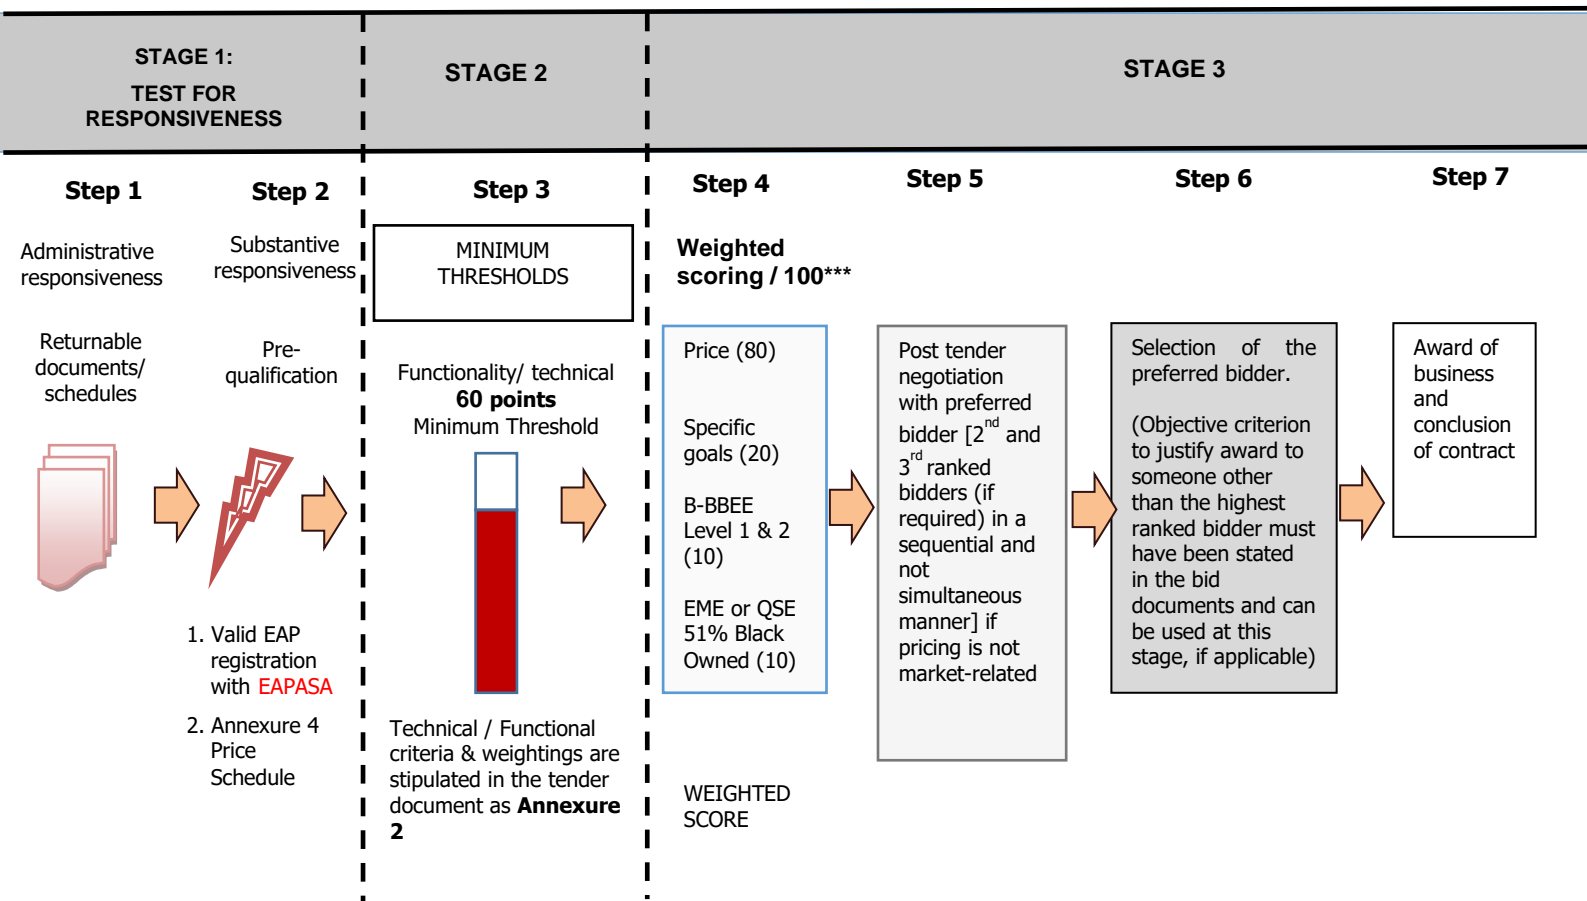 STAGE 1:
TEST FOR
RESPONSIVENESS
STAGE 2
STAGE 3
Step 1
Administrative
responsiveness
Returnable
documents/
schedules
Step 2
Substantive
responsiveness
Pre-
qualification
1. Valid EAP
registration
with EAPASA
2. Annexure 4
Price
Schedule
Step 3
MINIMUM
THRESHOLDS
Functionality/ technical
60 points
Minimum Threshold
Technical / Functional
criteria & weightings are
stipulated in the tender
document as Annexure
2
Step 4
Weighted
scoring / 100***
Price (80)
Specific
goals (20)
B-BBEE
Level 1 & 2
(10)
EME or QSE
51% Black
Owned (10)
WEIGHTED
SCORE
Step 5
Post tender
negotiation
with preferred
bidder [2nd and
3rd ranked
bidders (if
required) in a
sequential and
not
simultaneous
manner] if
pricing is not
market-related
Step 6
Selection of the
preferred bidder.
(Objective criterion
to justify award to
someone other
than the highest
ranked bidder must
have been stated
in the bid
documents and can
be used at this
stage, if applicable)
Step 7
Award of
business
and
conclusion
of contract